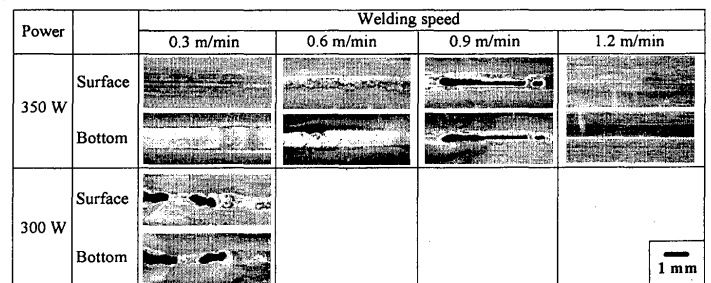 Power
Welding speed
0.3 m/min 0.6 m/min 0.9 m/min 1.2 m/min
350 W
Surface
Bottom
300 W
Surface
Bottom
1 mm